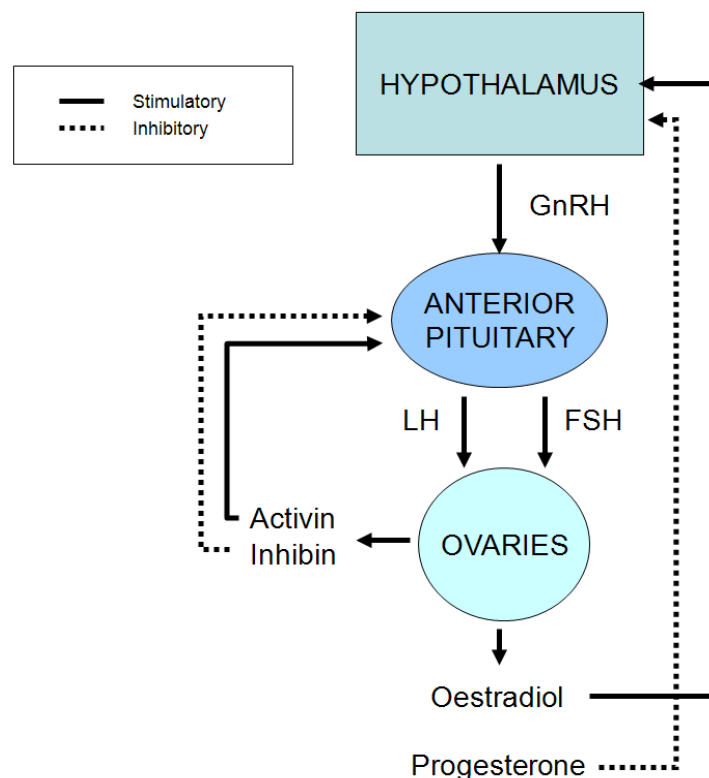 HYPOTHALAMUS
Stimulatory
Inhibitory
GnRH
ANTERIOR
PITUITARY
LH
FSH
Activin
Inhibin
OVARIES
Oestradiol
Progesterone